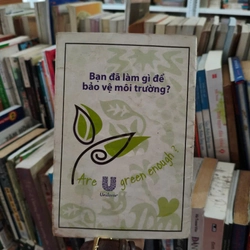 Bạn đã làm gì để
bảo vệ môi trường?
Are U green enough?
Unilever